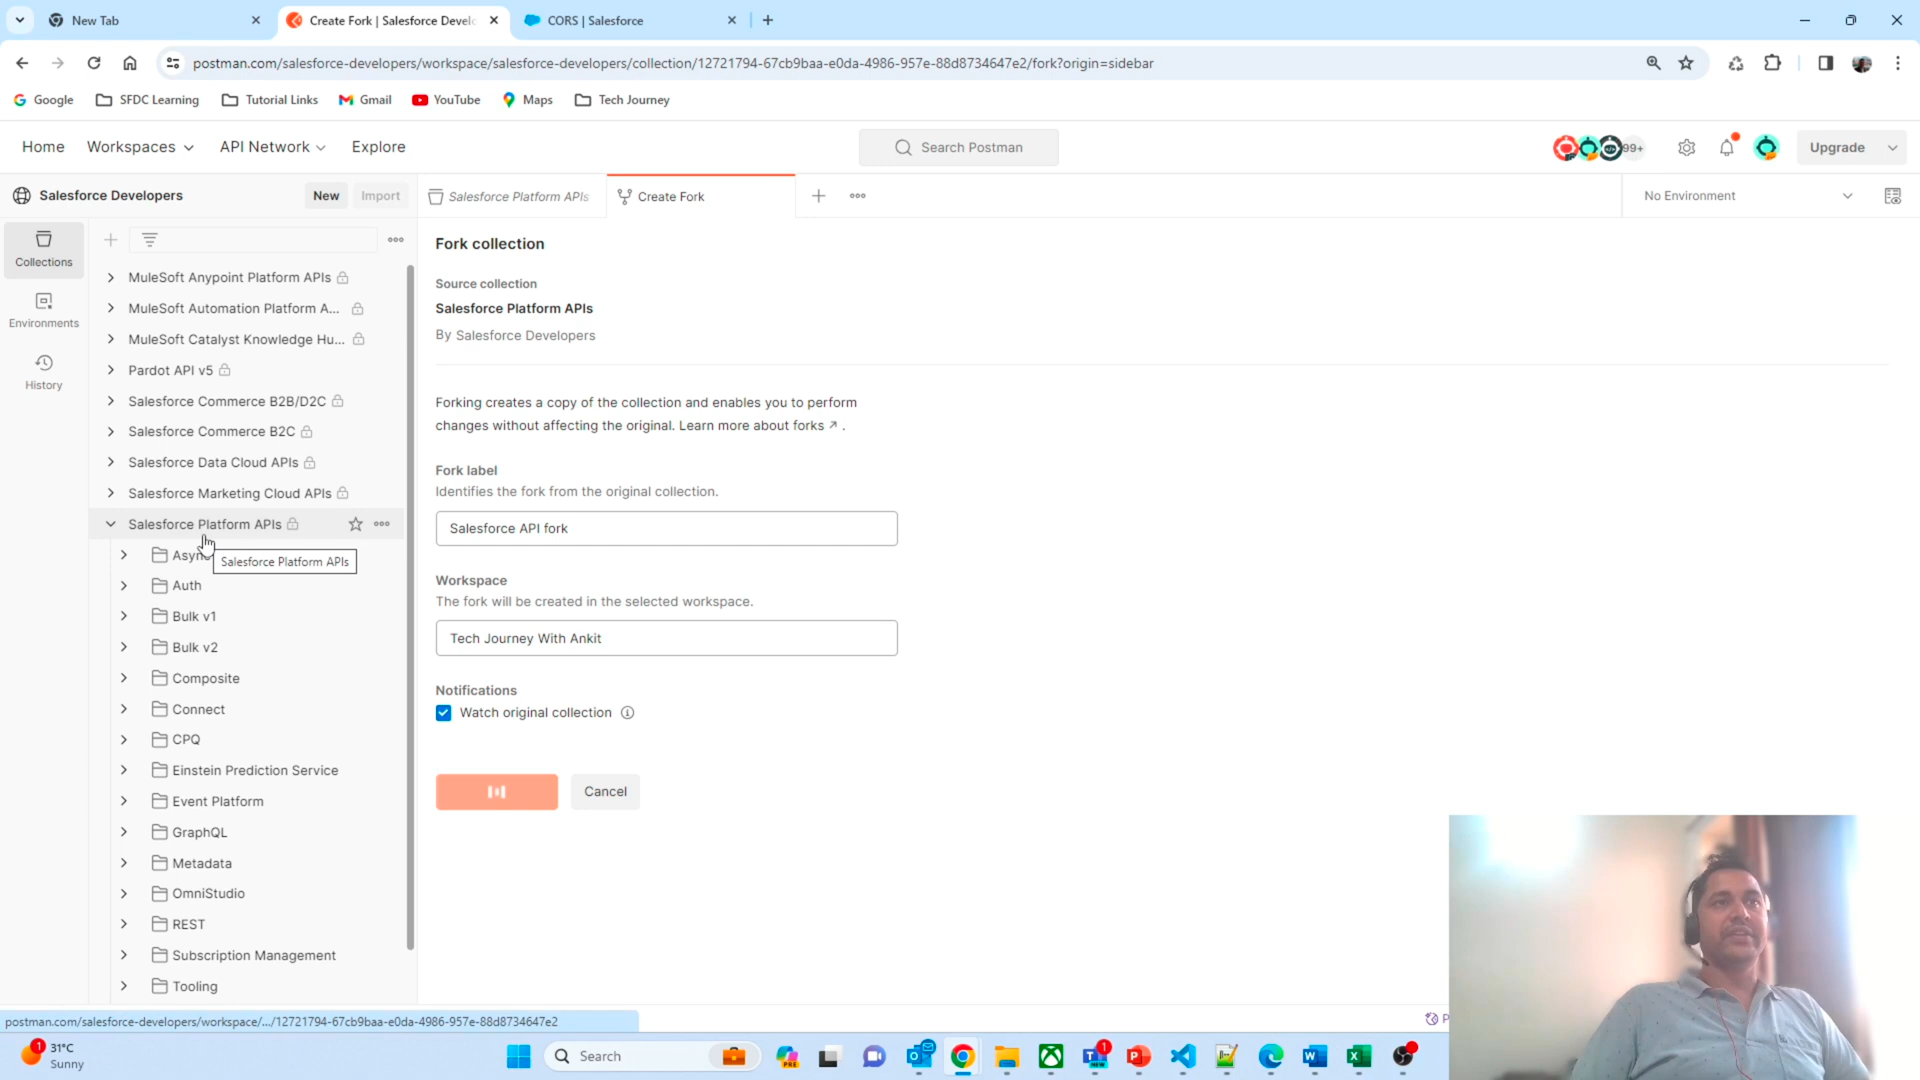 New Tab
Create Fork | Salesforce Develo
CORS | Salesforce
postman.com/salesforce-developers/workspace/salesforce-developers/collection/12721794-67cb9baa-e0da-4986-957e-88d8734647e2/fork?origin=sidebar
Google
SFDC Learning
Tutorial Links
Gmail
YouTube
Maps
Tech Journey
Home
Workspaces
API Network
Explore
Search Postman
99+
Upgrade
Salesforce Developers
New
Import
Salesforce Platform APIs
Create Fork
No Environment
Collections
Environments
History
MuleSoft Anypoint Platform APIs
MuleSoft Automation Platform A...
MuleSoft Catalyst Knowledge Hu...
Pardot API v5
Salesforce Commerce B2B/D2C
Salesforce Commerce B2C
Salesforce Data Cloud APIs
Salesforce Marketing Cloud APIs
Salesforce Platform APIs
Async
Salesforce Platform APIs
Auth
Bulk v1
Bulk v2
Composite
Connect
CPQ
Einstein Prediction Service
Event Platform
GraphQL
Metadata
OmniStudio
REST
Subscription Management
Tooling
Fork collection
Source collection
Salesforce Platform APIs
By Salesforce Developers
Forking creates a copy of the collection and enables you to perform
changes without affecting the original. Learn more about forks ↗ .
Fork label
Identifies the fork from the original collection.
Salesforce API fork
Workspace
The fork will be created in the selected workspace.
Tech Journey With Ankit
Notifications
Watch original collection
Cancel
postman.com/salesforce-developers/workspace/.../12721794-67cb9baa-e0da-4986-957e-88d8734647e2
P
1
31°C
Sunny
Search
PRE
1
NEW